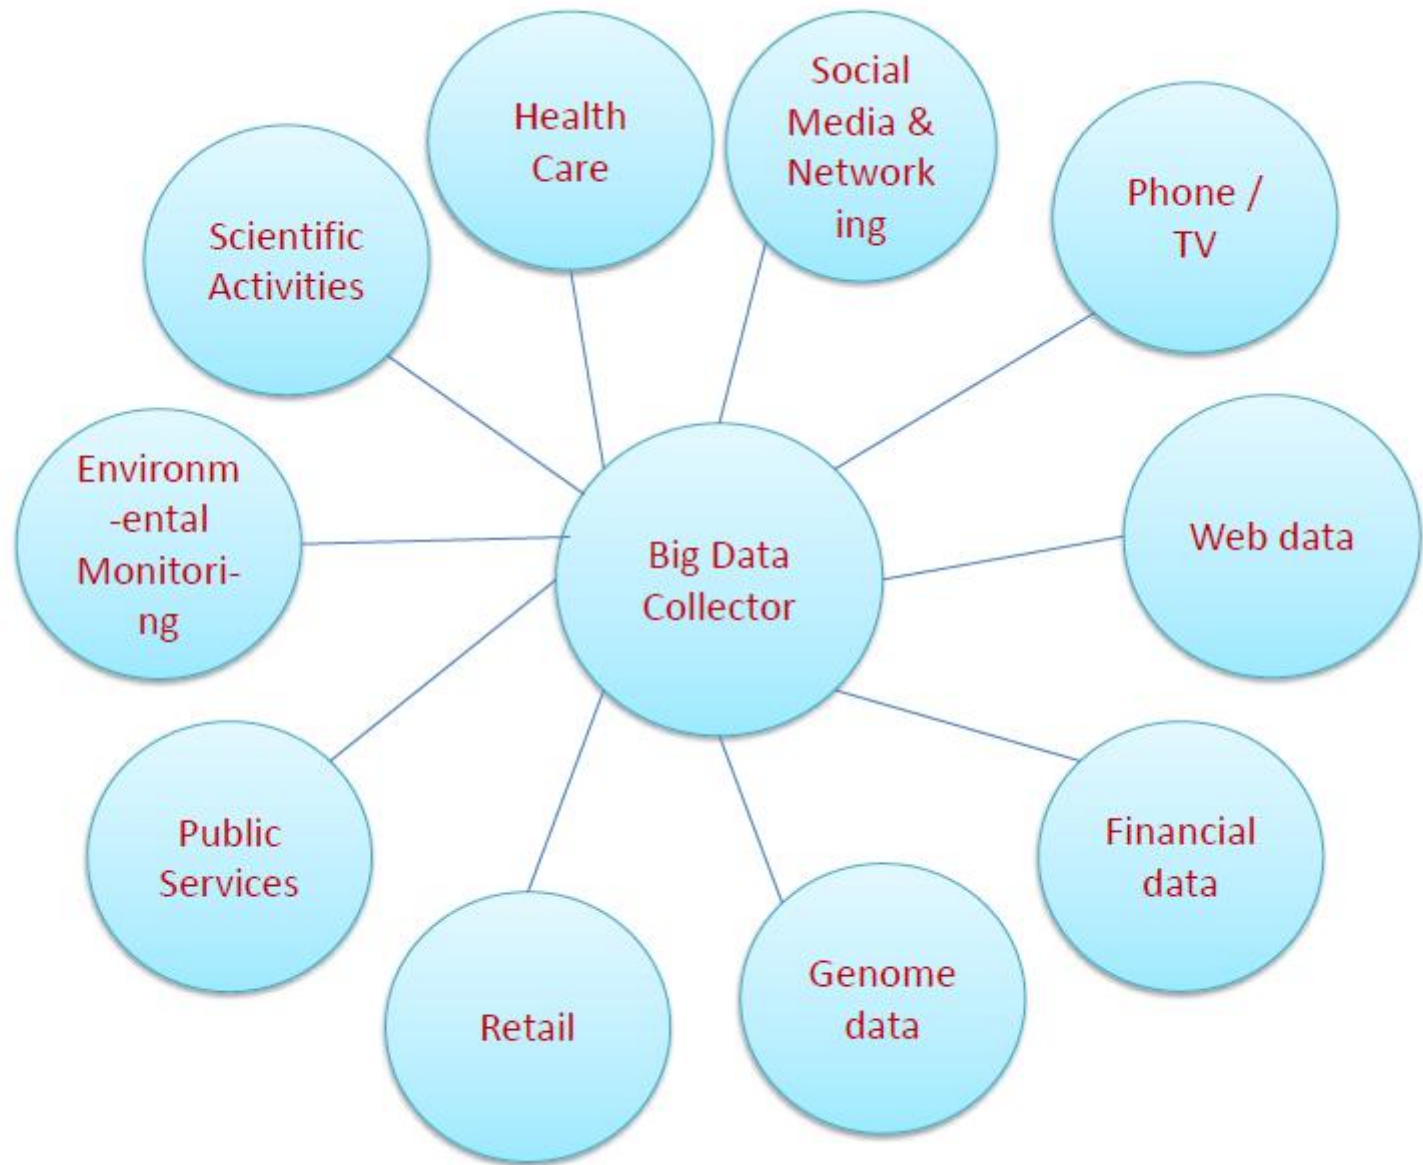 Health
Care
Social
Media &
Network
ing
Phone /
TV
Scientific
Activities
Environm
-ental
Monitori-
ng
Big Data
Collector
Web data
Public
Services
Financial
data
Retail
Genome
data